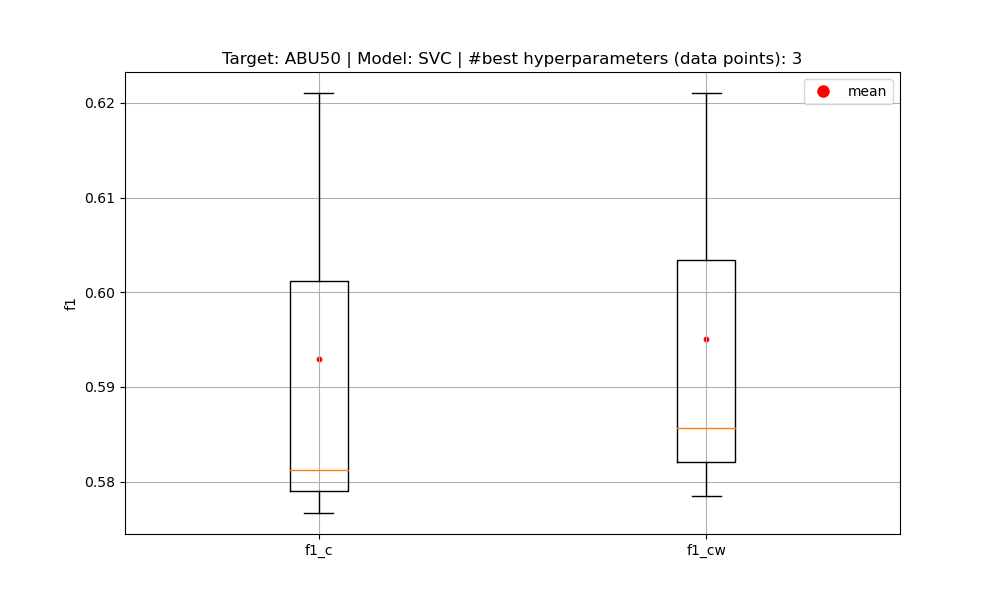 Target: ABU50 | Model: SVC | #best hyperparameters (data points): 3
mean
0.62
0.61
0.60
0.59
0.58
f1
f1_c
f1_cw